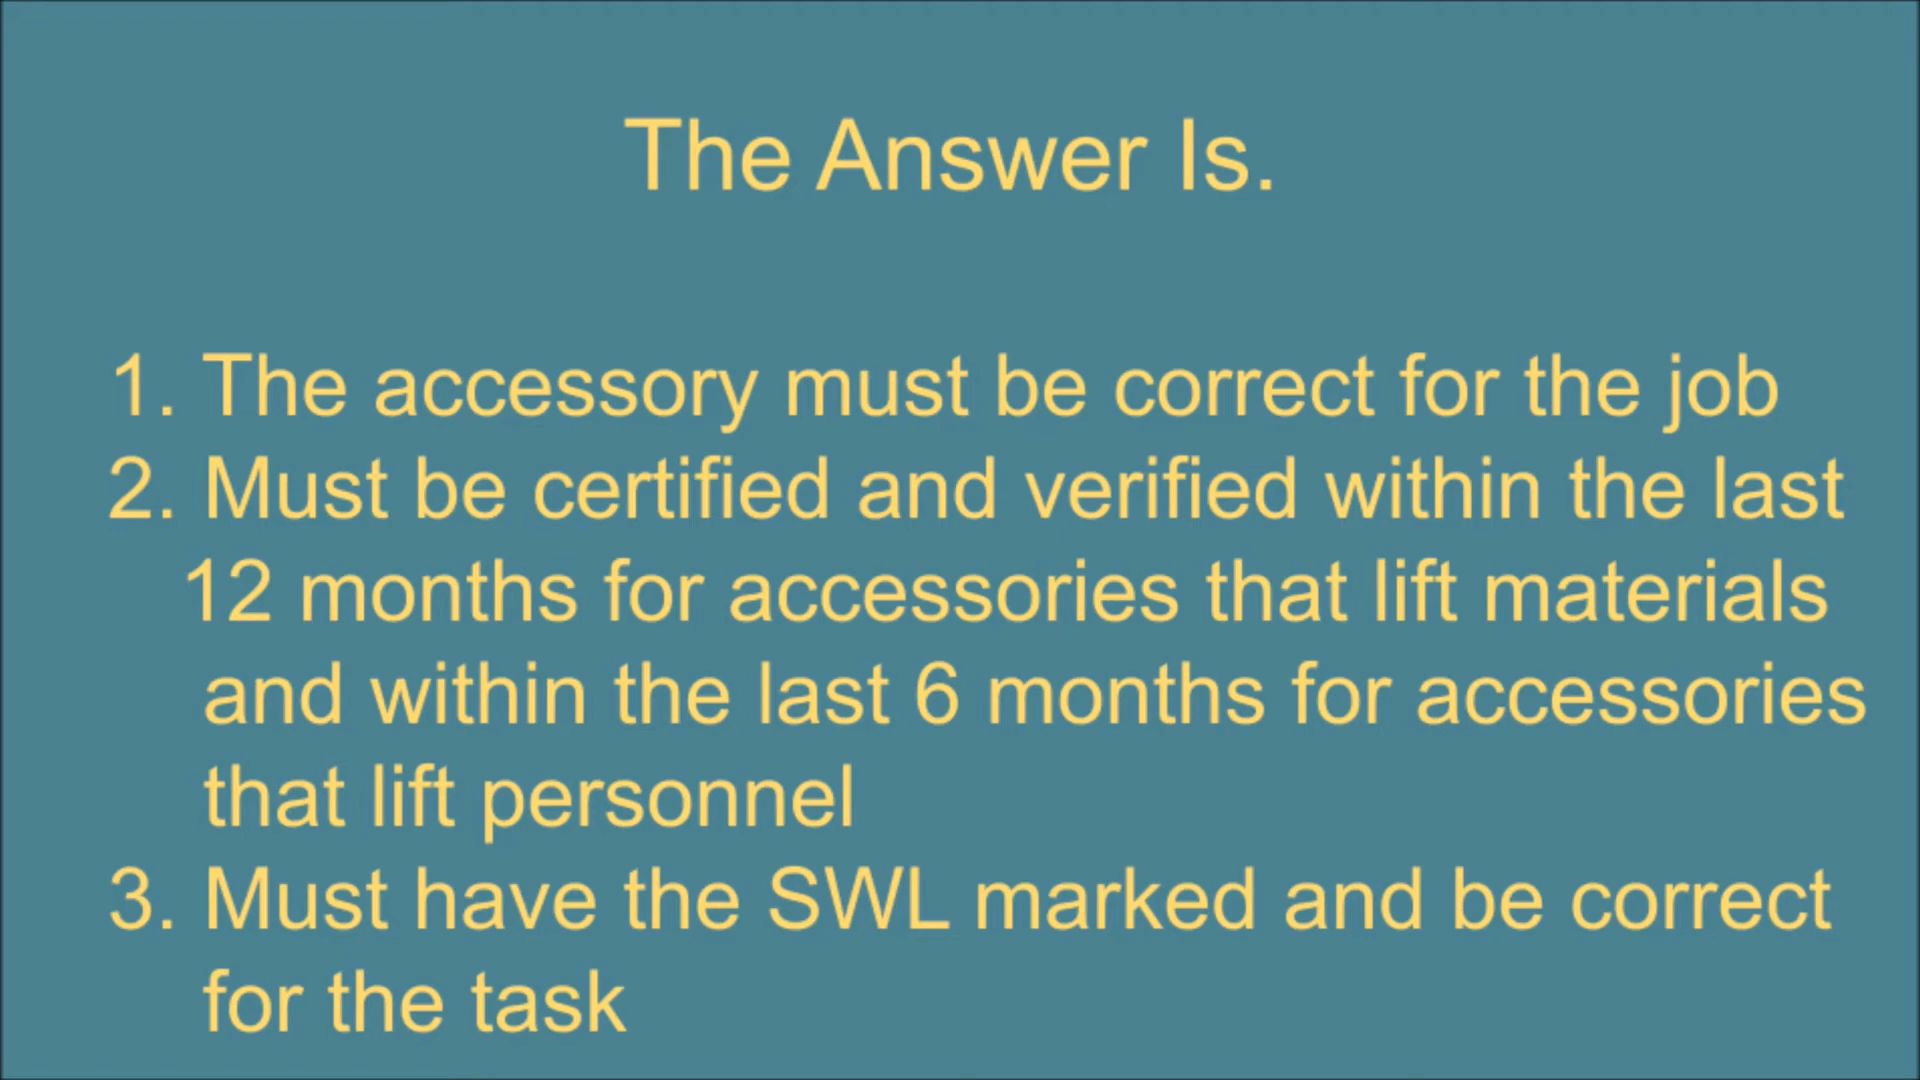 The Answer Is.
1. The accessory must be correct for the job
2. Must be certified and verified within the last
12 months for accessories that lift materials
and within the last 6 months for accessories
that lift personnel
3. Must have the SWL marked and be correct
for the task